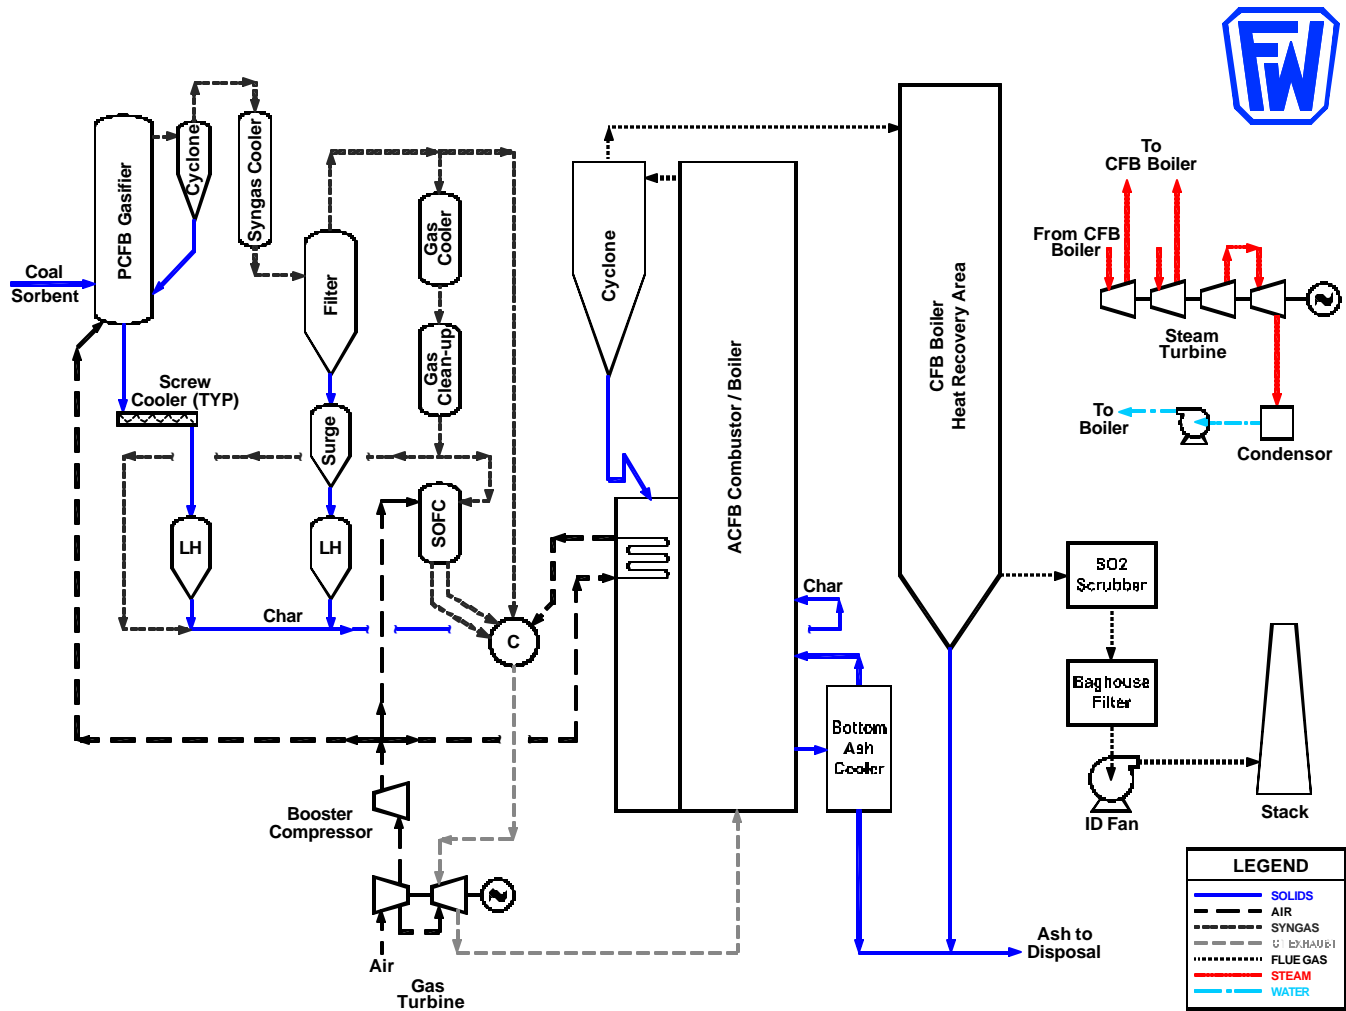 FW
To
CFB Boiler
From CFB
Boiler
Steam
Turbine
To
Boiler
Condensor
Coal
Sorbent
PCFB Gasifier
Cyclone
Syngas Cooler
Filter
Gas
Cooler
Gas
Clean-up
Screw
Cooler (TYP)
Surge
SOFC
LH
LH
Char
C
Cyclone
ACFB Combustor / Boiler
CFB Boiler
Heat Recovery Area
Char
Bottom
Ash
Cooler
SO2
Scrubber
Baghouse
Filter
ID Fan
Stack
Booster
Compressor
Air
Gas
Turbine
Ash to
Disposal
LEGEND
SOLIDS
AIR
SYNGAS
GT EXHAUST
FLUE GAS
STEAM
WATER